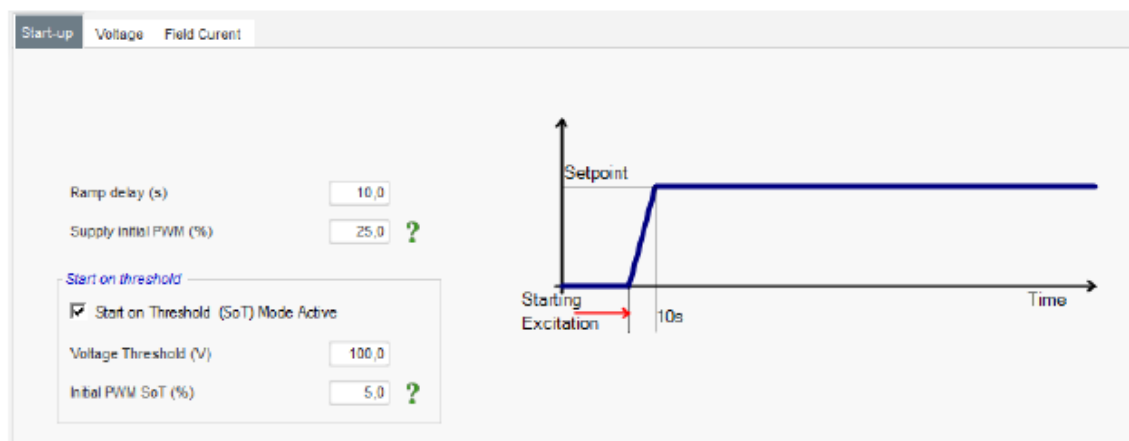 Start-up Voltage Field Curent
Ramp delay (s) 10,0
Supply initial PWM (%) 25,0 ?
Start on threshold
Start on Threshold (SoT) Mode Active
Voltage Threshold (V) 100,0
Initial PWM SoT (%) 5,0 ?
Setpoint
Starting
Excitation
10s
Time